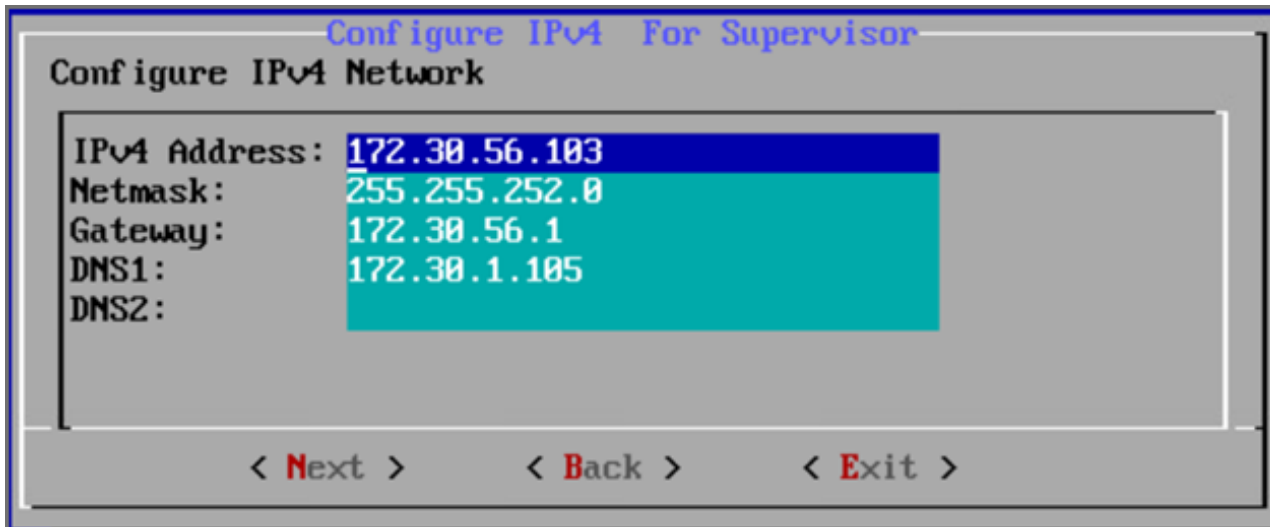 Configure IPv4 For Supervisor
Configure IPv4 Network
IPv4 Address: 172.30.56.103
Netmask: 255.255.252.0
Gateway: 172.30.56.1
DNS1: 172.30.1.105
DNS2:
< Next > < Back > < Exit >